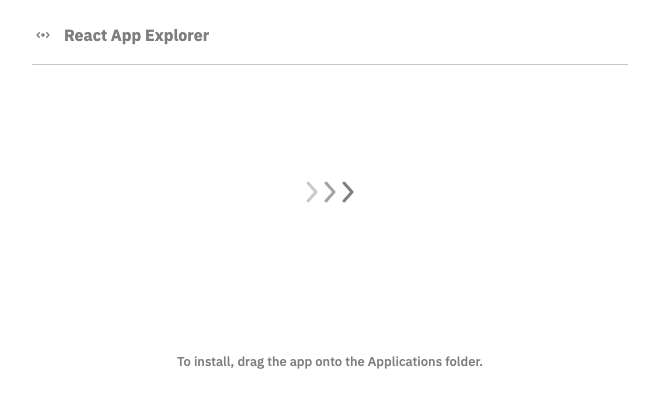 React App Explorer
To install, drag the app onto the Applications folder.